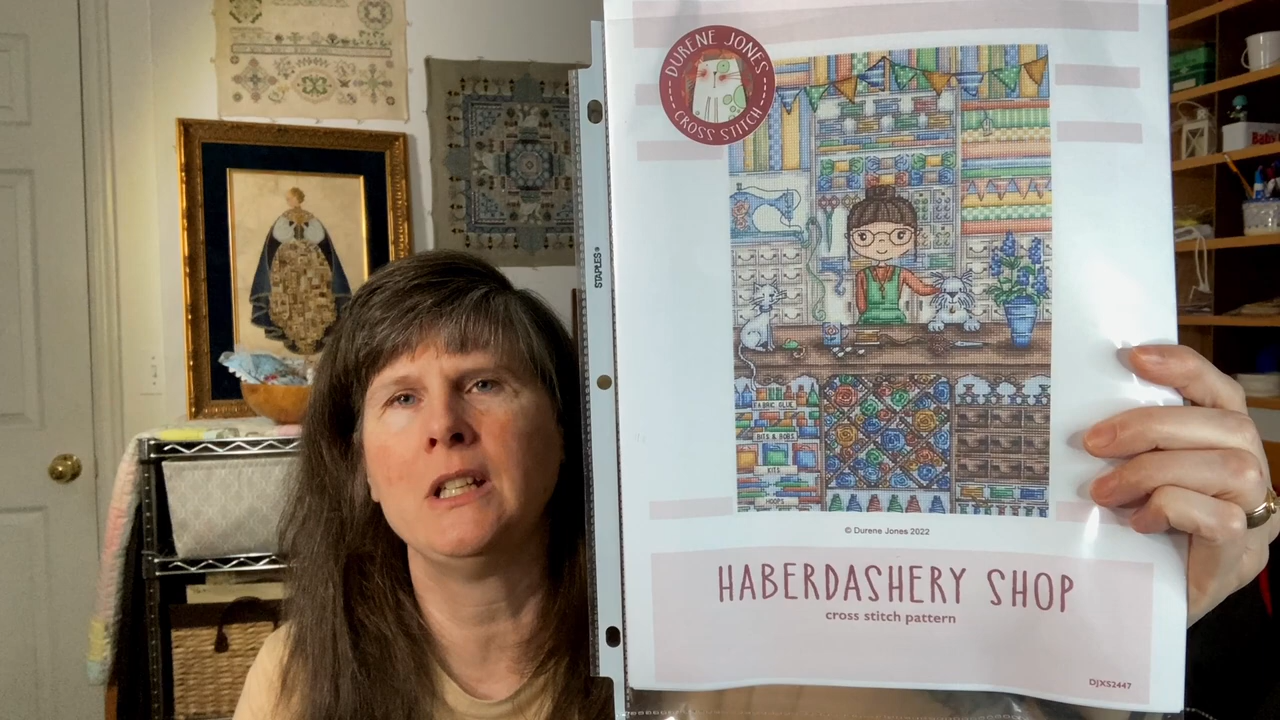 DURENE JONES
CROSS STITCH
STAPLES®
FABRIC GLUE
BITS & BOBS
KITS
HOOPS
© Durene Jones 2022
HABERDASHERY SHOP
cross stitch pattern
DJXS2447